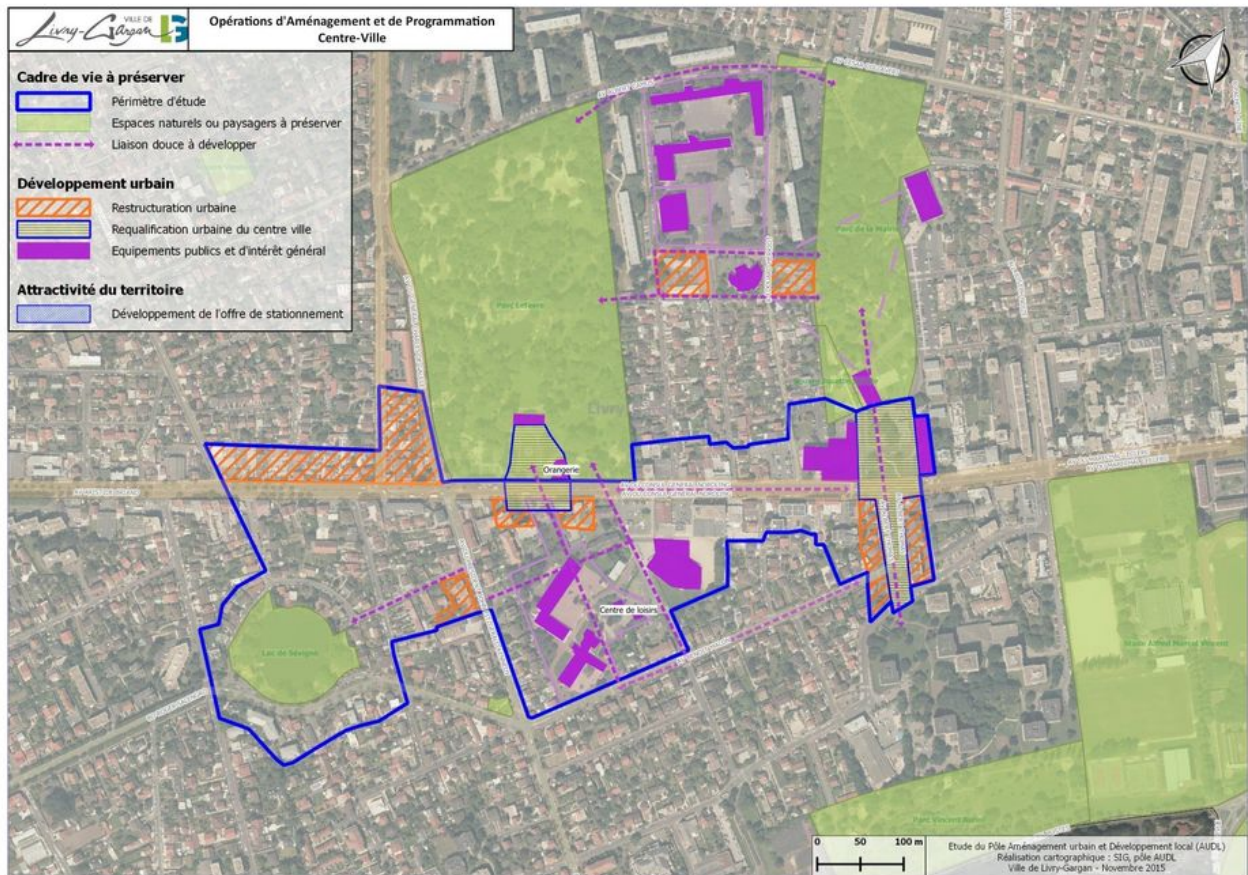 Livry-Gargan
VILLE DE
LG
Opérations d'Aménagement et de Programmation
Centre-Ville
Cadre de vie à préserver
Périmètre d'étude
Espaces naturels ou paysagers à préserver
Liaison douce à développer
Développement urbain
Restructuration urbaine
Requalification urbaine du centre ville
Equipements publics et d'intérêt général
Attractivité du territoire
Développement de l'offre de stationnement
Parc de la Mairie
Parc Lefèvre
Livry
Orangerie
Centre de loisirs
Lac de Sévigné
Parc Vincent Auriol
0 50 100 m
Etude du Pôle Aménagement urbain et Développement local (AUDL)
Réalisation cartographique : SIG, pôle AUDL
Ville de Livry-Gargan - Novembre 2015